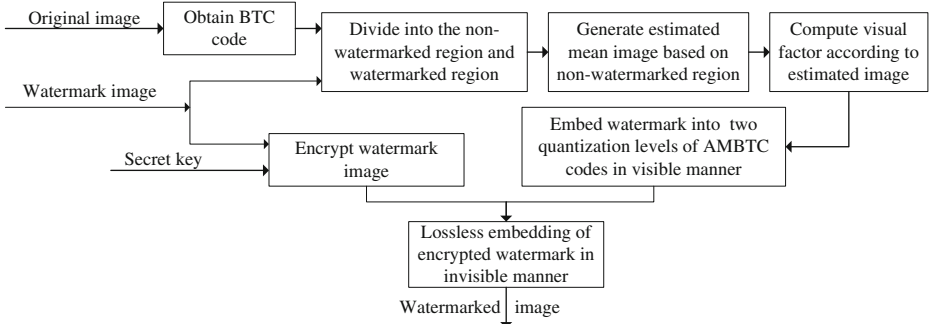 Original image
Obtain BTC
code
Divide into the non-
watermarked region and
watermarked region
Generate estimated
mean image based on
non-watermarked region
Compute visual
factor according to
estimated image
Watermark image
Secret key
Encrypt watermark
image
Embed watermark into two
quantization levels of AMBTC
codes in visible manner
Lossless embedding of
encrypted watermark in
invisible manner
Watermarked image